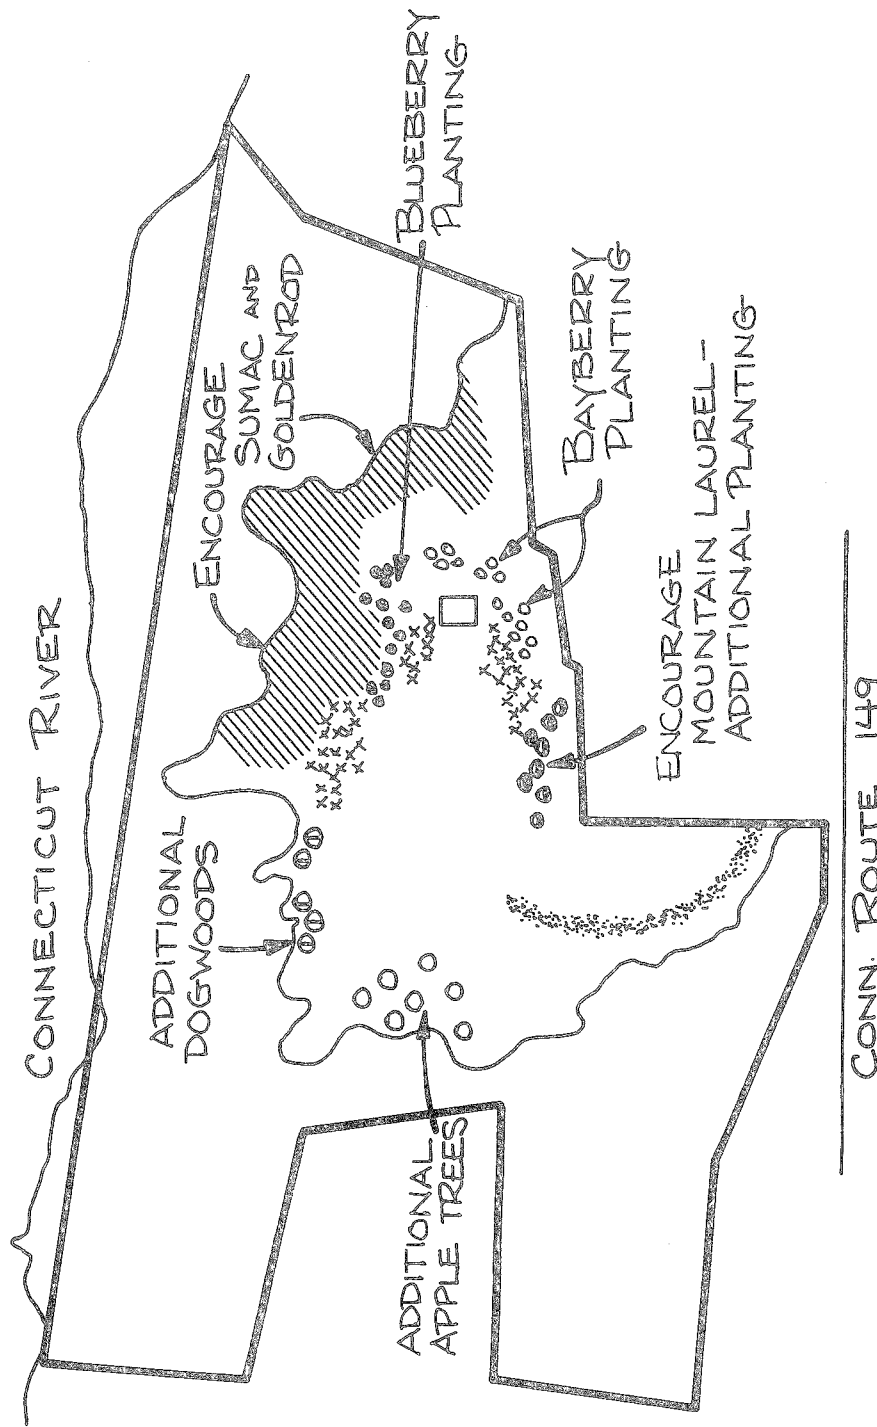 CONNECTICUT RIVER
ENCOURAGE
SUMAC AND
GOLDENROD
BLUEBERRY
PLANTING
ADDITIONAL
DOGWOODS
BAYBERRY
PLANTING
ADDITIONAL
APPLE TREES
ENCOURAGE
MOUNTAIN LAUREL-
ADDITIONAL PLANTING
CONN. ROUTE 149